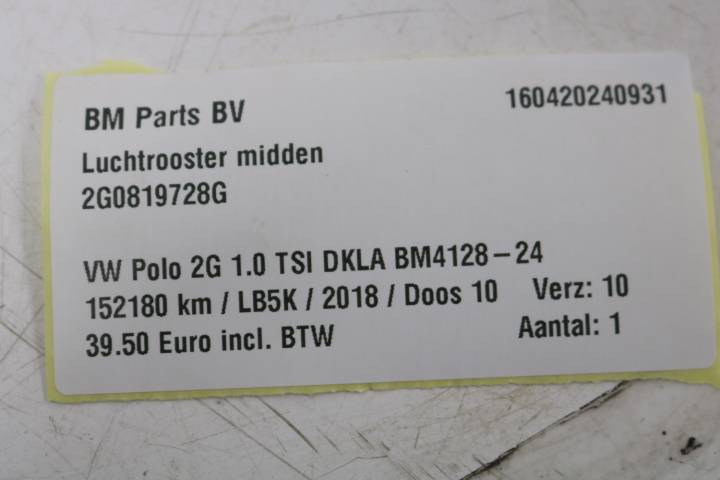 BM Parts BV 160420240931
Luchtrooster midden
2G0819728G
VW Polo 2G 1.0 TSI DKLA BM4128-24
152180 km / LB5K / 2018 / Doos 10 Verz: 10
39.50 Euro incl. BTW Aantal: 1